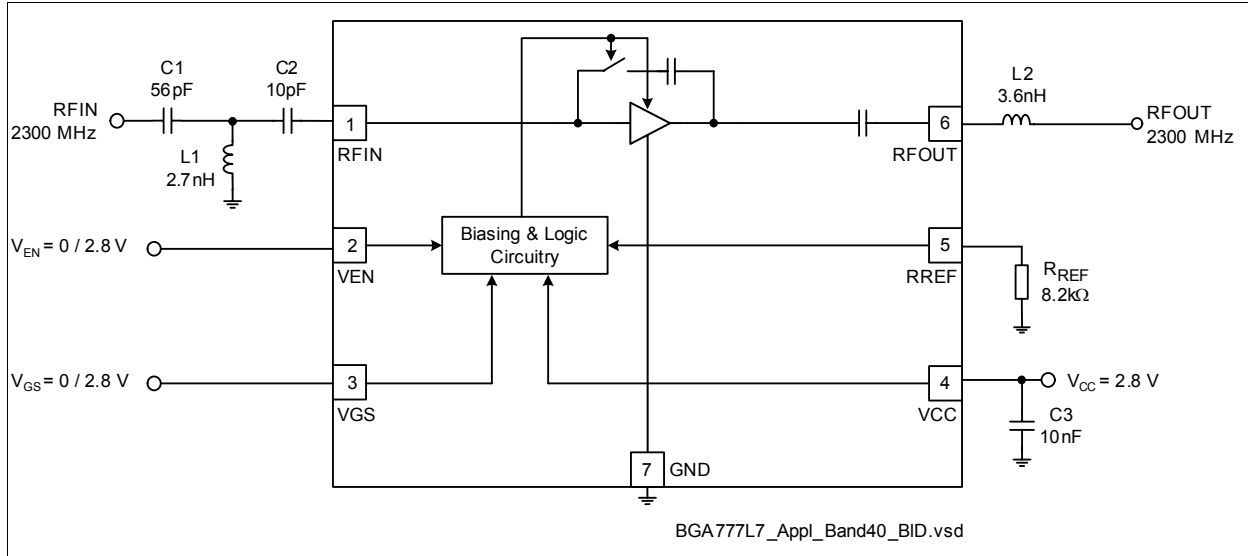 C1
56pF
C2
10pF
RFIN
2300 MHz
L1
2.7nH
1
RFIN
6
RFOUT
L2
3.6nH
RFOUT
2300 MHz
VEN = 0 / 2.8 V
2
VEN
Biasing & Logic
Circuitry
5
RREF
RREF
8.2kΩ
VGS = 0 / 2.8 V
3
VGS
4
VCC
VCC = 2.8 V
C3
10nF
7
GND
BGA777L7_Appl_Band40_BID.vsd